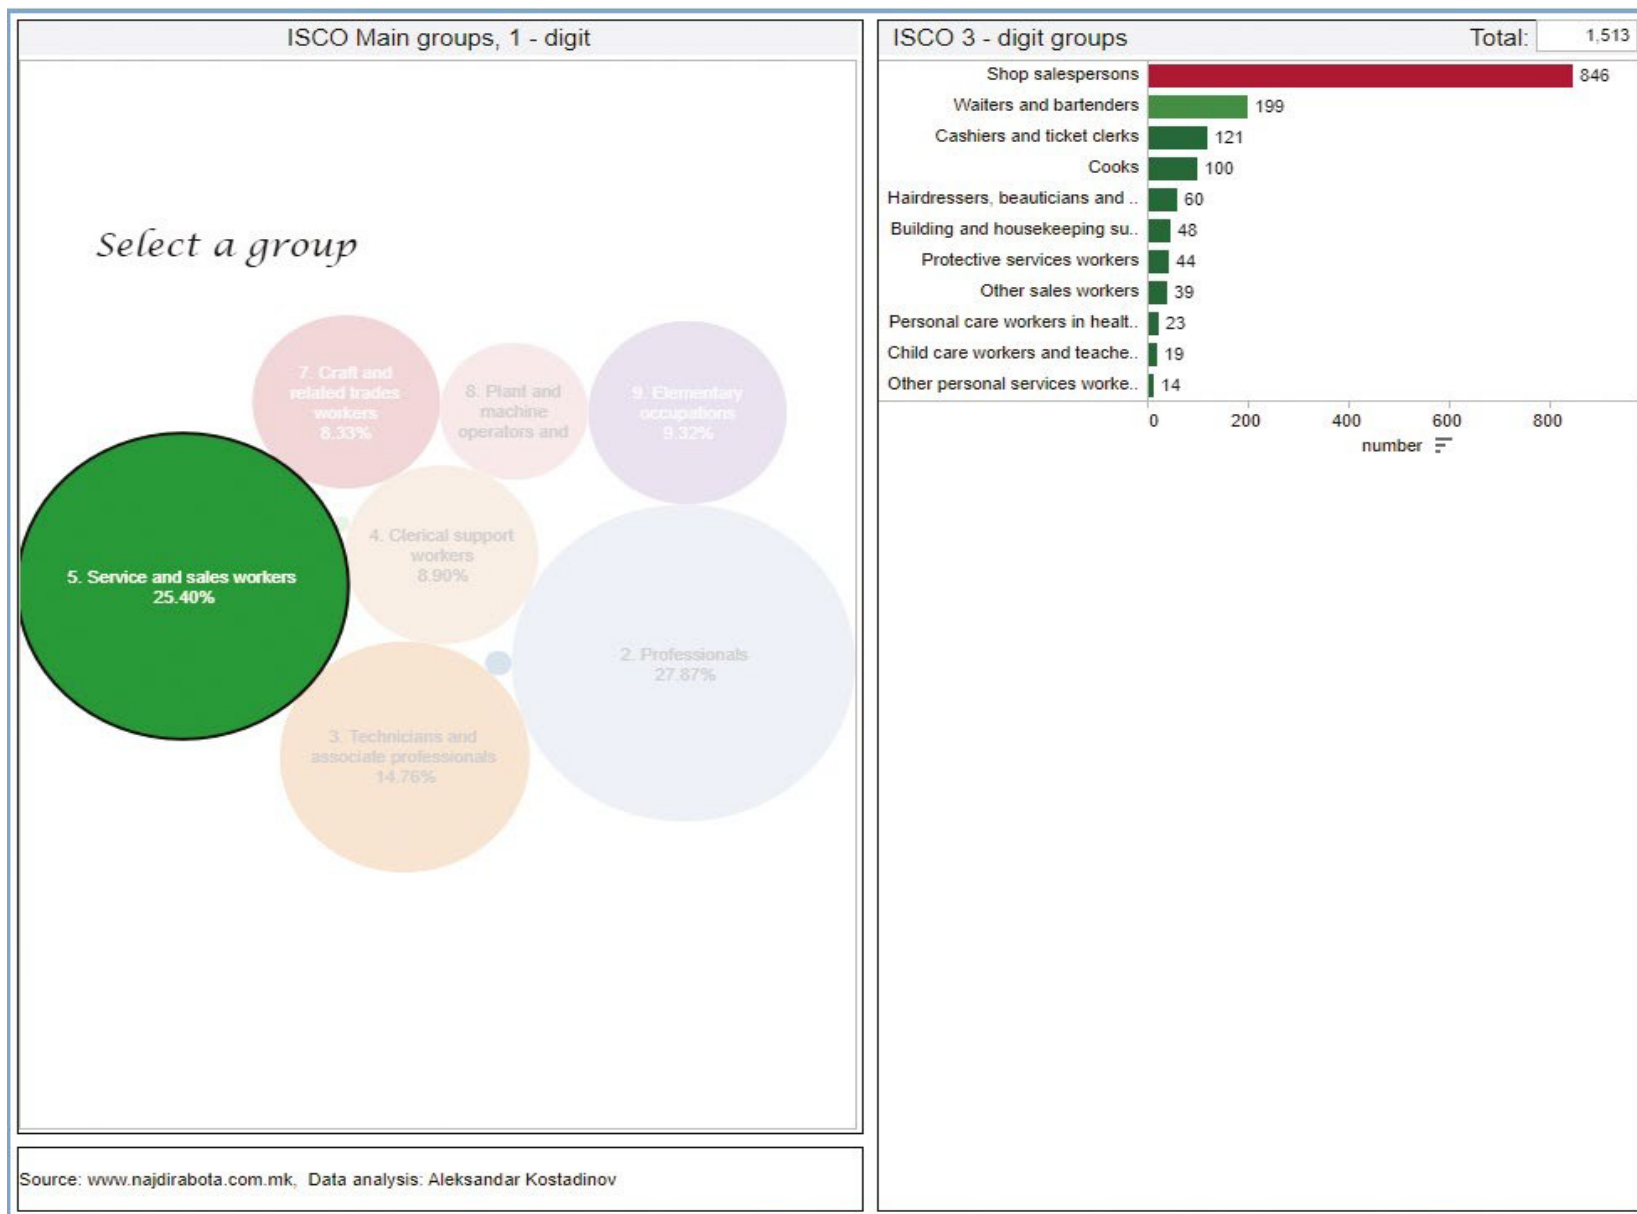 ISCO Main groups, 1 - digit
Select a group
7. Craft and
related trades
workers
8.33%
8. Plant and
machine
operators and
9. Elementary
occupations
9.32%
5. Service and sales workers
25.40%
4. Clerical support
workers
8.90%
2. Professionals
27.87%
3. Technicians and
associate professionals
14.76%
Source: www.najdirabota.com.mk, Data analysis: Aleksandar Kostadinov
ISCO 3 - digit groups Total: 1,513
Shop salespersons 846
Waiters and bartenders 199
Cashiers and ticket clerks 121
Cooks 100
Hairdressers, beauticians and .. 60
Building and housekeeping su.. 48
Protective services workers 44
Other sales workers 39
Personal care workers in healt.. 23
Child care workers and teache.. 19
Other personal services worke.. 14
0 200 400 600 800
number